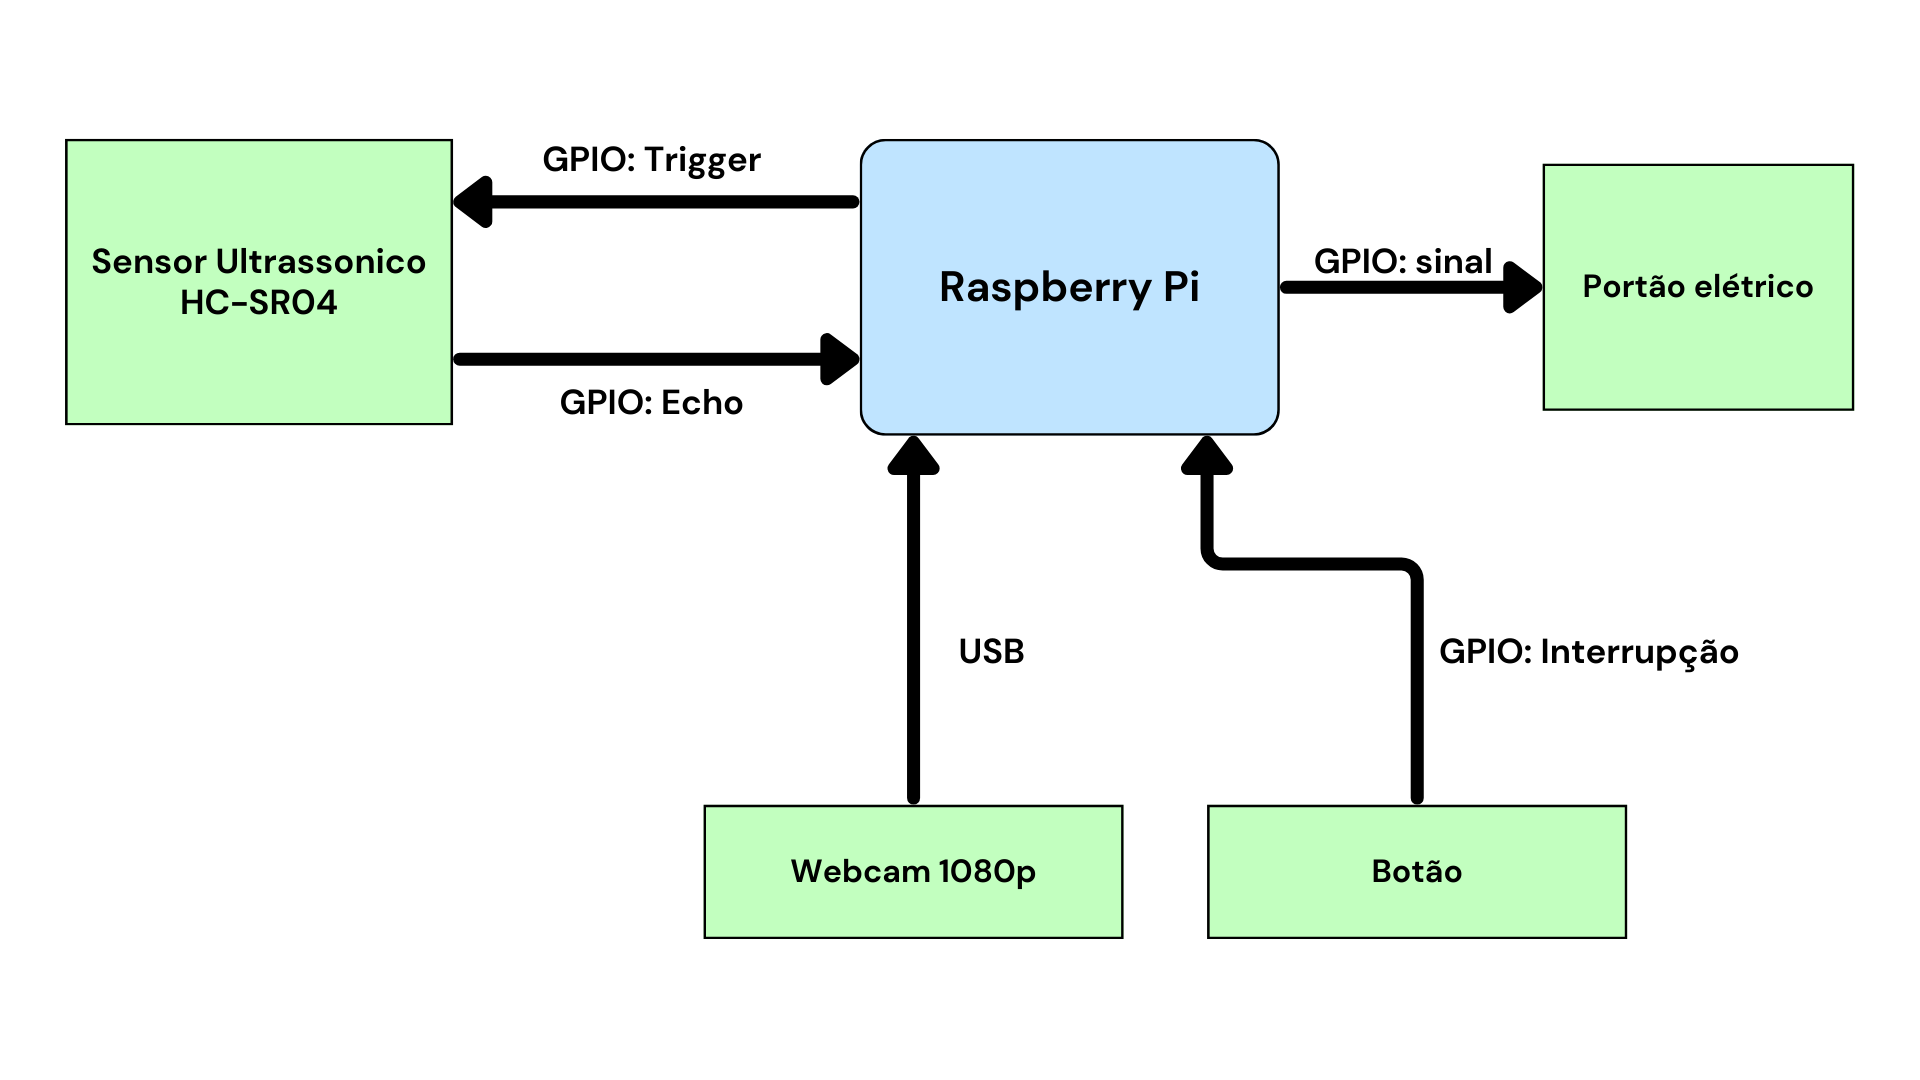 GPIO: Trigger
Sensor Ultrassonico
HC-SR04
GPIO: Echo
Raspberry Pi
GPIO: sinal
Portão elétrico
USB
GPIO: Interrupção
Webcam 1080p
Botão